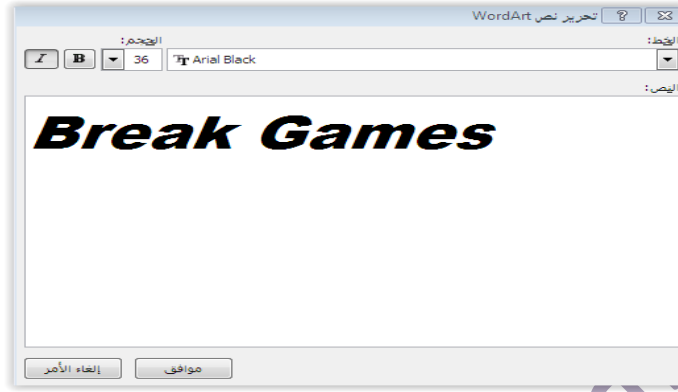 تحرير نص WordArt
الخط: الحجم:
Arial Black 36 B I
النص:
Break Games
موافق إلغاء الأمر